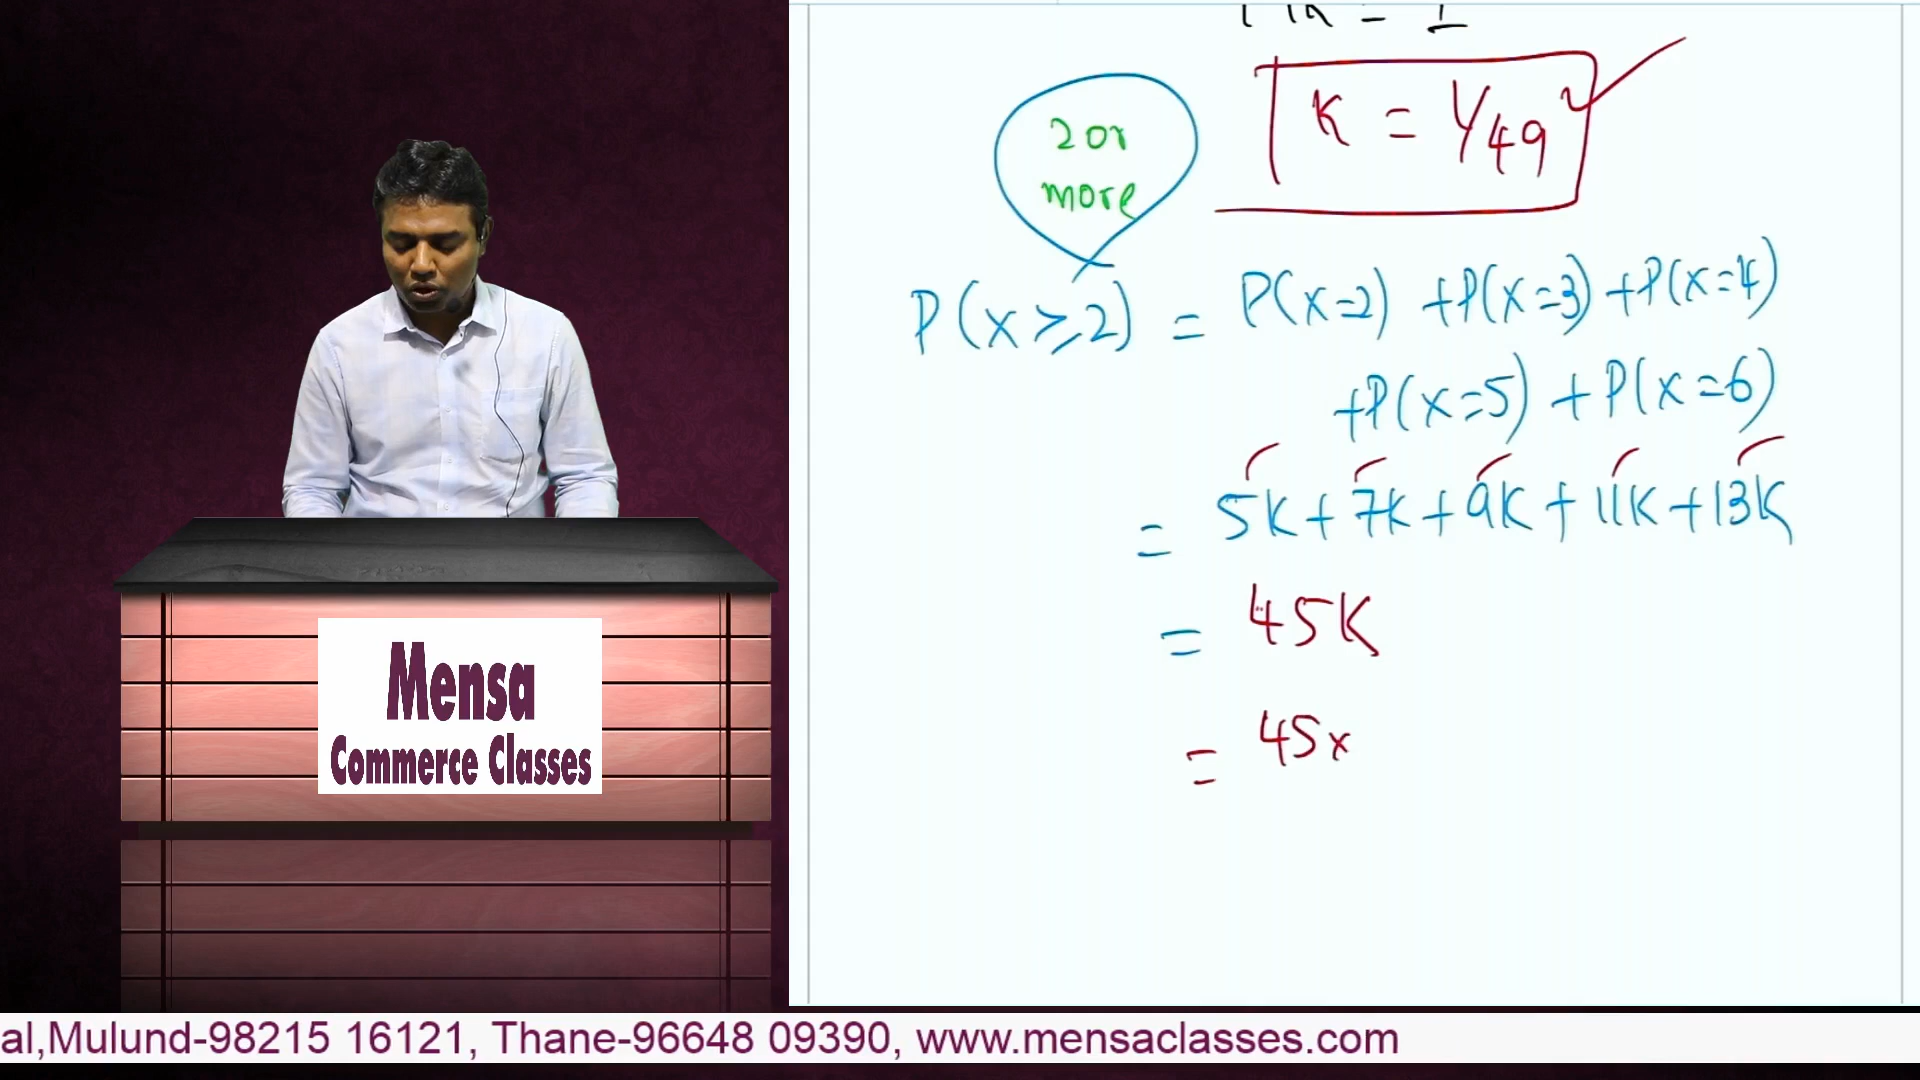 K = 1/49
2 or
more
P(x≥2) = P(x=2) +P(x=3) +P(x=4)
+P(x=5) + P(x=6)
= 5K + 7K + 9K + 11K + 13K
= 45K
= 45x
Mensa
Commerce Classes
al,Mulund-98215 16121, Thane-96648 09390, www.mensaclasses.com